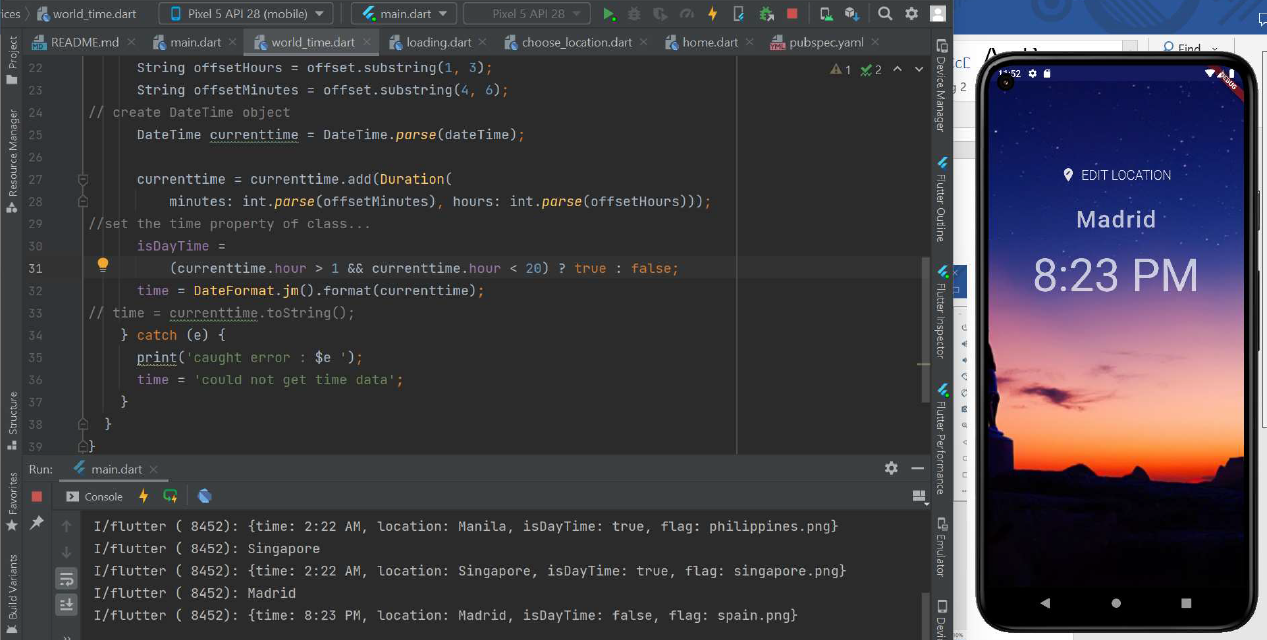 ices
world_time.dart
Pixel 5 API 28 (mobile)
main.dart
Pixel 5 API 28
README.md
main.dart
world_time.dart
loading.dart
choose_location.dart
home.dart
pubspec.yaml
Find
22 String offsetHours = offset.substring(1, 3);
23 String offsetMinutes = offset.substring(4, 6);
24 // create DateTime object
25 DateTime currenttime = DateTime.parse(dateTime);
26
27 currenttime = currenttime.add(Duration(
28 minutes: int.parse(offsetMinutes), hours: int.parse(offsetHours)));
29 //set the time property of class...
30 isDayTime =
31 (currenttime.hour > 1 && currenttime.hour < 20) ? true : false;
32 time = DateFormat.jm().format(currenttime);
33 // time = currenttime.toString();
34 } catch (e) {
35 print('caught error : $e ');
36 time = 'could not get time data';
37 }
38 }
39 }
1
2
Project
Resource Manager
Structure
Favorites
Build Variants
Device Manager
Flutter Outline
Flutter Inspector
Flutter Performance
Emulator
Run:
main.dart
Console
I/flutter ( 8452): {time: 2:22 AM, location: Manila, isDayTime: true, flag: philippines.png}
I/flutter ( 8452): Singapore
I/flutter ( 8452): {time: 2:22 AM, location: Singapore, isDayTime: true, flag: singapore.png}
I/flutter ( 8452): Madrid
I/flutter ( 8452): {time: 8:23 PM, location: Madrid, isDayTime: false, flag: spain.png}
DEBUG
EDIT LOCATION
Madrid
8:23 PM